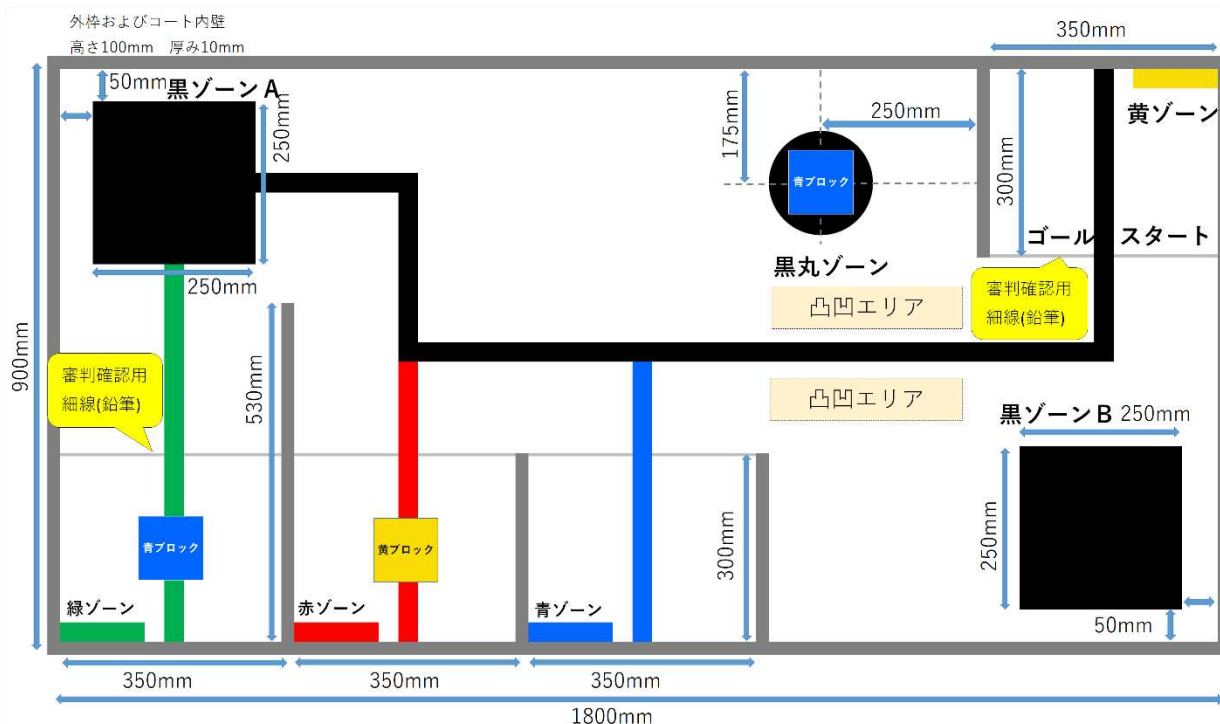 外枠およびコート内壁
高さ100mm　厚み10mm
350mm
50mm
黒ゾーンA
250mm
175mm
250mm
黄ゾーン
青ブロック
300mm
ゴール
スタート
250mm
黒丸ゾーン
審判確認用
細線(鉛筆)
凸凹エリア
900mm
審判確認用
細線(鉛筆)
530mm
凸凹エリア
黒ゾーンB
250mm
青ブロック
黄ブロック
300mm
250mm
緑ゾーン
赤ゾーン
青ゾーン
50mm
350mm
350mm
350mm
1800mm